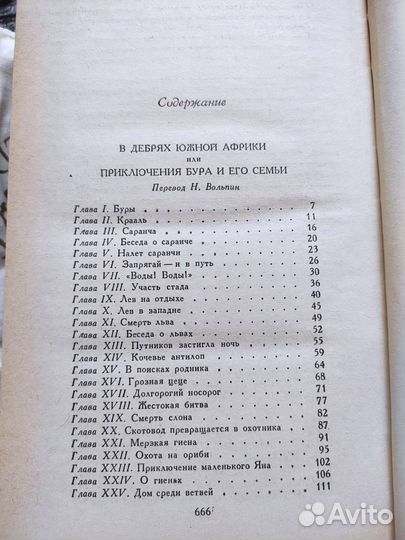 Содержание
В ДЕБРЯХ ЮЖНОЙ АФРИКИ
или
ПРИКЛЮЧЕНИЯ БУРА И ЕГО СЕМЬИ
Перевод Н. Вольпин
Глава I. Буры 7
Глава II. Крааль 11
Глава III. Саранча 16
Глава IV. Беседа о саранче 20
Глава V. Налет саранчи 23
Глава VI. Запрягай — и в путь 26
Глава VII. «Воды! Воды!» 30
Глава VIII. Участь стада 36
Глава IX. Лев на отдыхе 40
Глава X. Лев в западне 45
Глава XI. Смерть льва 49
Глава XII. Беседа о львах 52
Глава XIII. Путников застигла ночь 55
Глава XIV. Кочевье антилоп 59
Глава XV. В поисках родника 64
Глава XVI. Грозная цеце 68
Глава XVII. Долгорогий носорог 71
Глава XVIII. Жестокая битва 77
Глава XIX. Смерть слона 82
Глава XX. Скотовод превращается в охотника 87
Глава XXI. Мерзкая гиена 91
Глава XXII. Охота на ориби 95
Глава XXIII. Приключение маленького Яна 102
Глава XXIV. О гиенах 106
Глава XXV. Дом среди ветвей 111
666
Avito